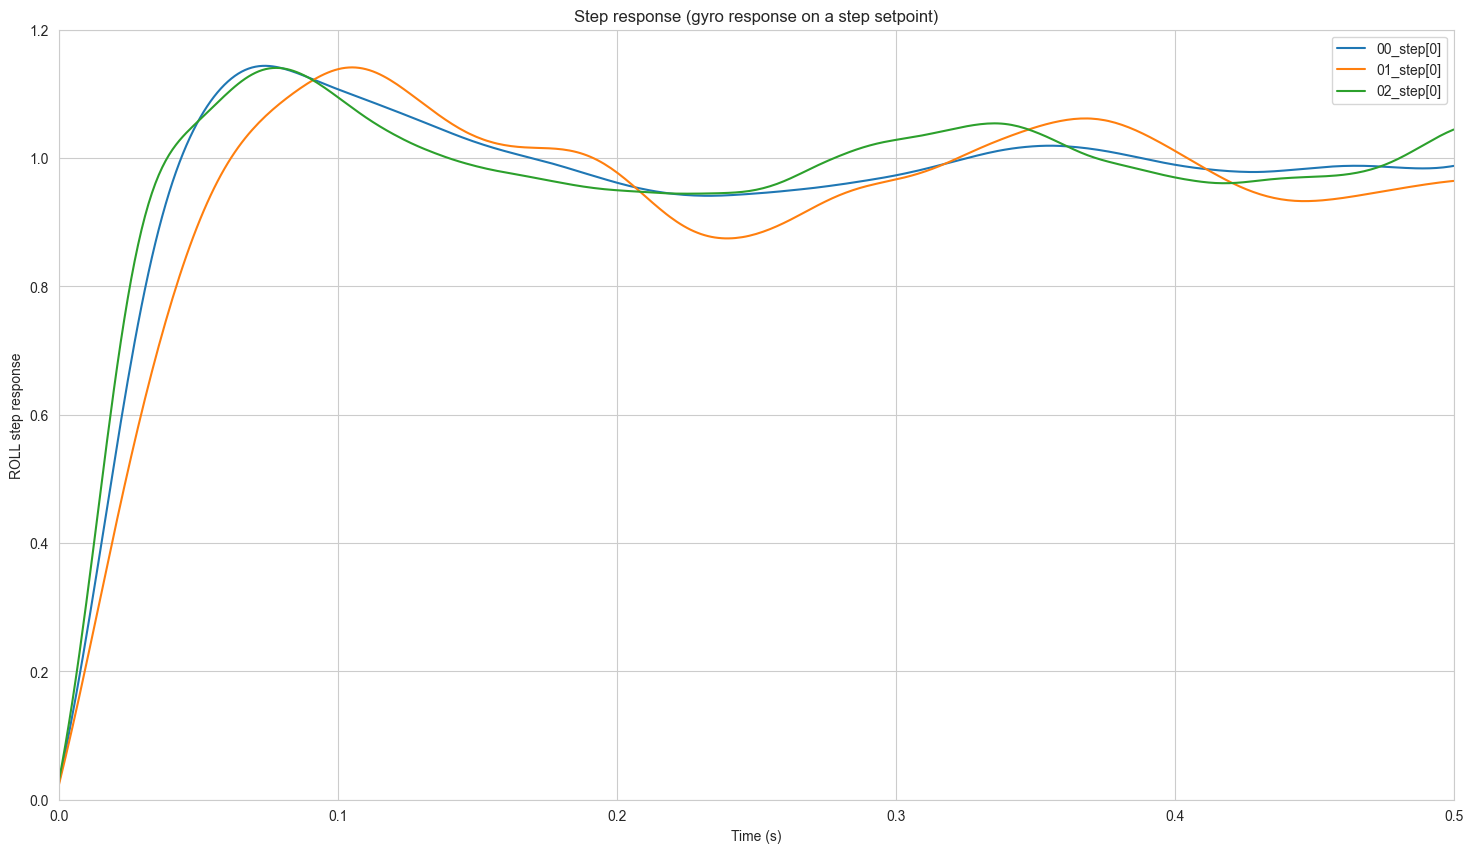 Step response (gyro response on a step setpoint)
00_step[0]
01_step[0]
02_step[0]
ROLL step response
1.2
1.0
0.8
0.6
0.4
0.2
0.0
0.0 0.1 0.2 0.3 0.4 0.5
Time (s)